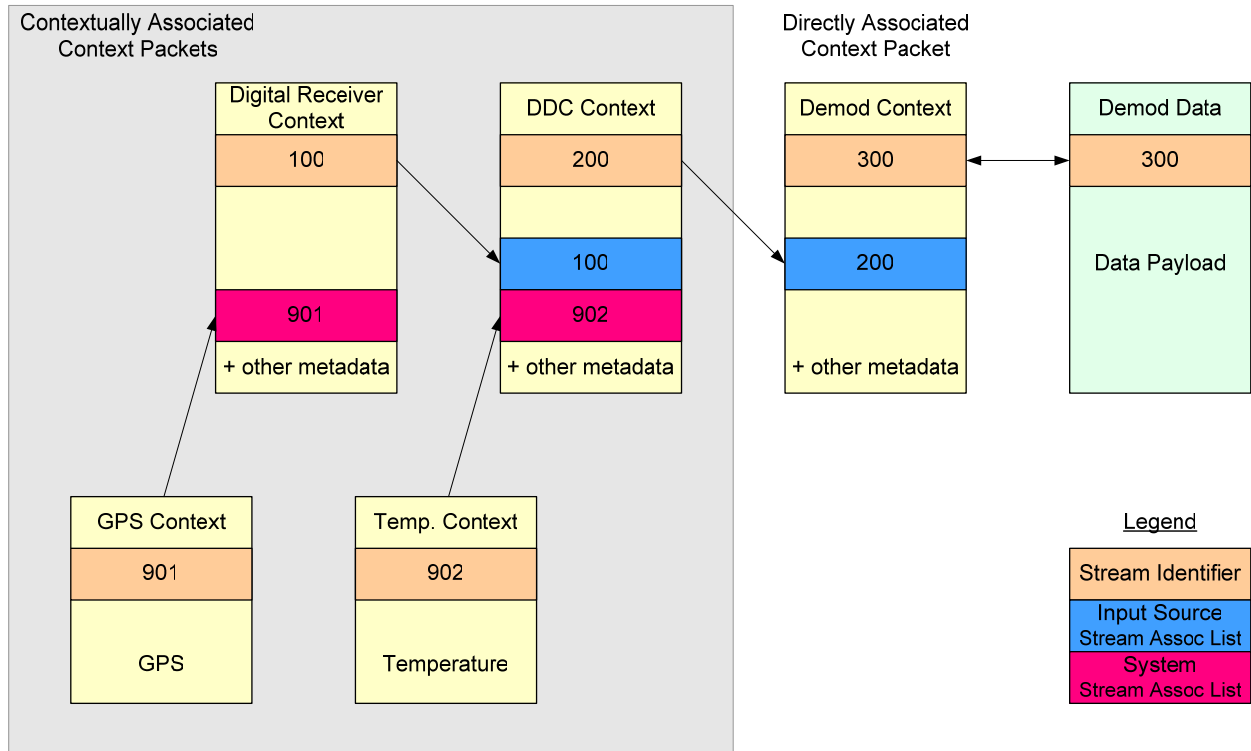 Contextually Associated
Context Packets
Directly Associated
Context Packet
Digital Receiver
Context
100
901
+ other metadata
DDC Context
200
100
902
+ other metadata
Demod Context
300
200
+ other metadata
Demod Data
300
Data Payload
GPS Context
901
GPS
Temp. Context
902
Temperature
Legend
Stream Identifier
Input Source
Stream Assoc List
System
Stream Assoc List